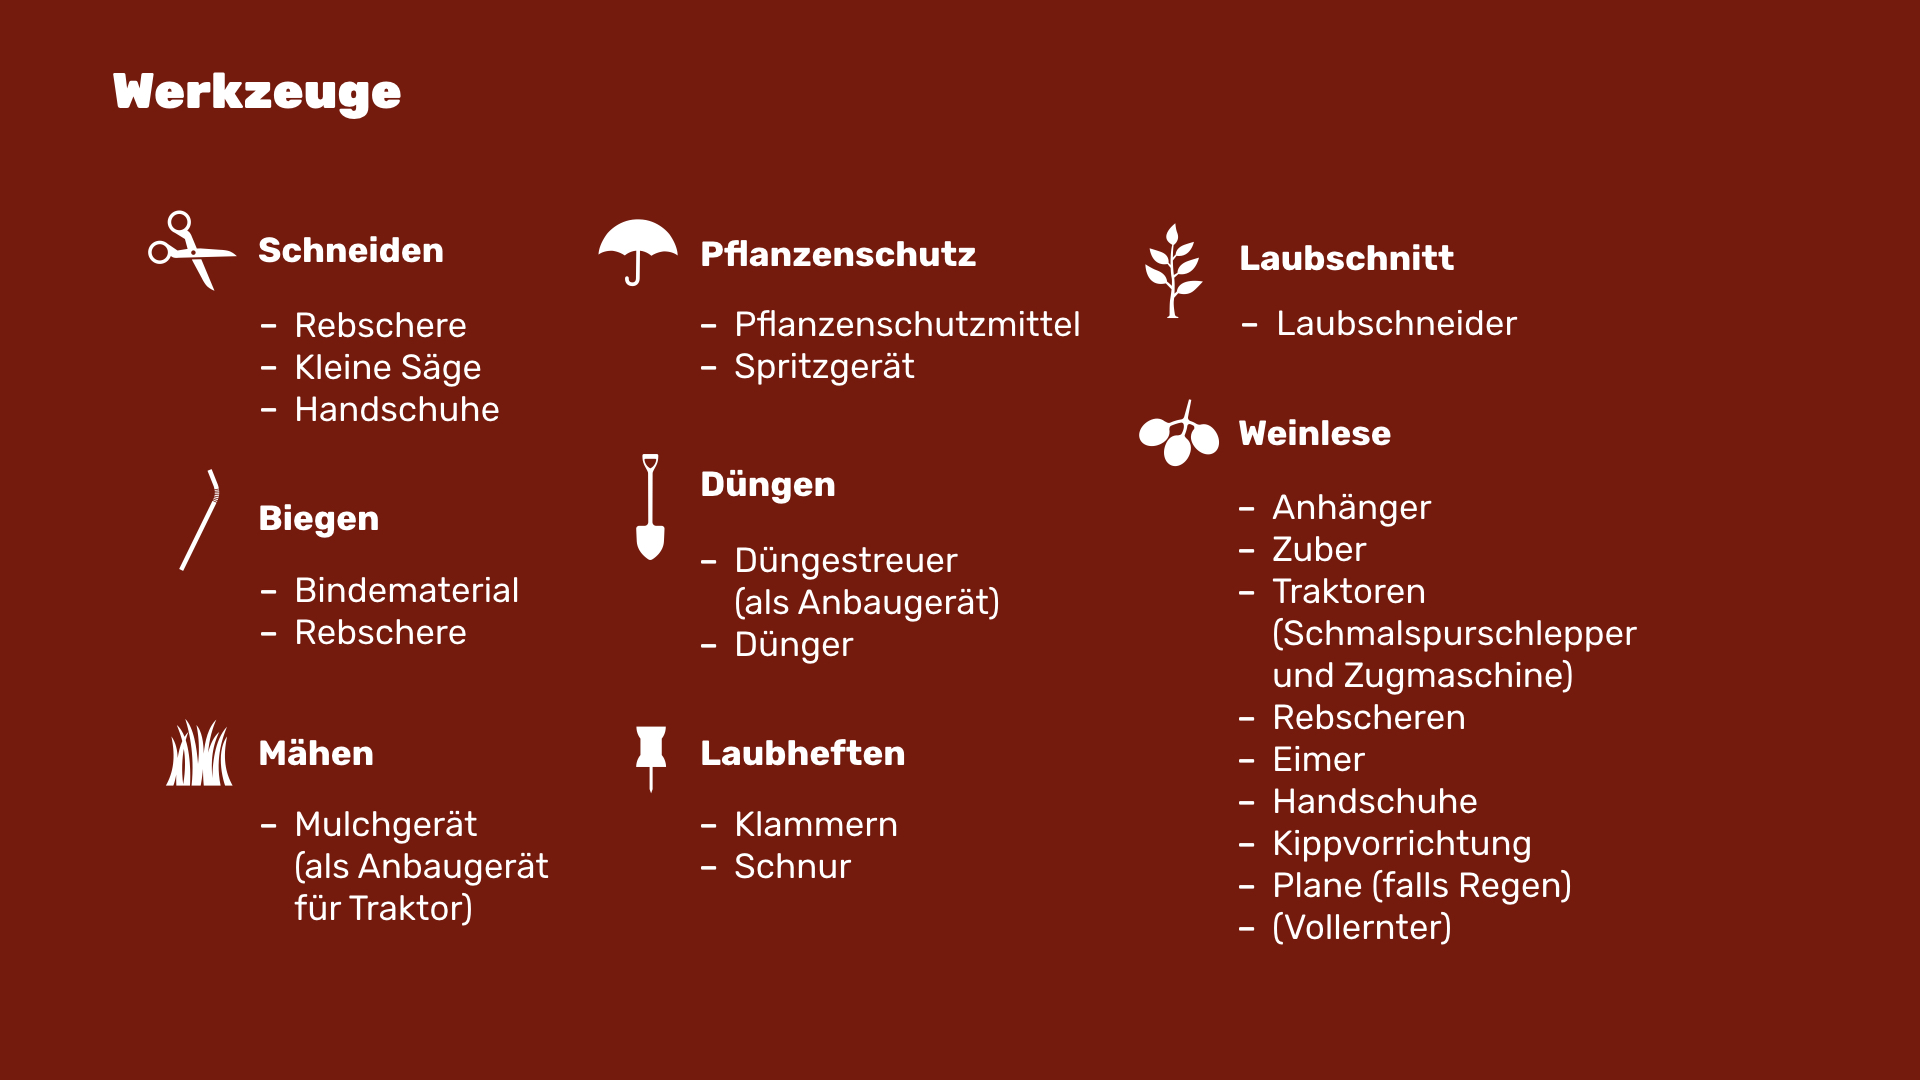 Werkzeuge
Schneiden
– Rebschere
– Kleine Säge
– Handschuhe
Biegen
– Bindematerial
– Rebschere
Mähen
– Mulchgerät
(als Anbaugerät
für Traktor)
Pflanzenschutz
– Pflanzenschutzmittel
– Spritzgerät
Düngen
– Düngestreuer
(als Anbaugerät)
– Dünger
Laubheften
– Klammern
– Schnur
Laubschnitt
– Laubschneider
Weinlese
– Anhänger
– Zuber
– Traktoren
(Schmalspurschlepper
und Zugmaschine)
– Rebscheren
– Eimer
– Handschuhe
– Kippvorrichtung
– Plane (falls Regen)
– (Vollernter)